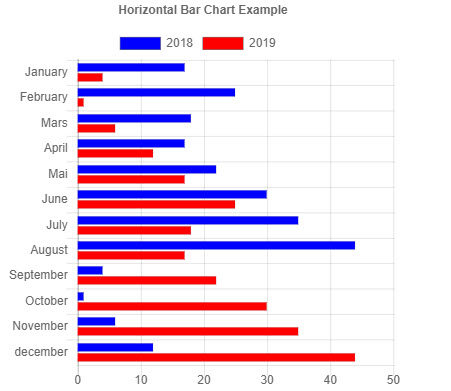 Horizontal Bar Chart Example
2018 2019
January
February
Mars
April
Mai
June
July
August
September
October
November
december
0 10 20 30 40 50